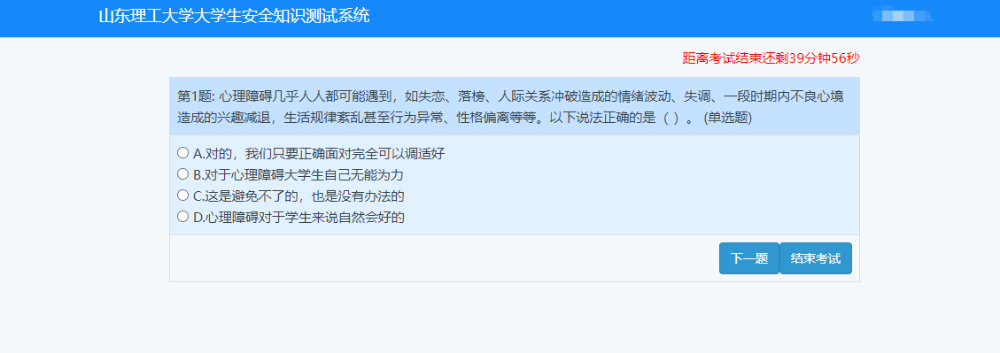 山东理工大学大学生安全知识测试系统
距离考试结束还剩39分钟56秒
第1题: 心理障碍几乎人人都可能遇到，如失恋、落榜、人际关系冲破造成的情绪波动、失调、一段时期内不良心境
造成的兴趣减退，生活规律紊乱甚至行为异常、性格偏离等等。以下说法正确的是（ ）。 (单选题)
A.对的，我们只要正确面对完全可以调适好
B.对于心理障碍大学生自己无能为力
C.这是避免不了的，也是没有办法的
D.心理障碍对于学生来说自然会好的
下一题 结束考试